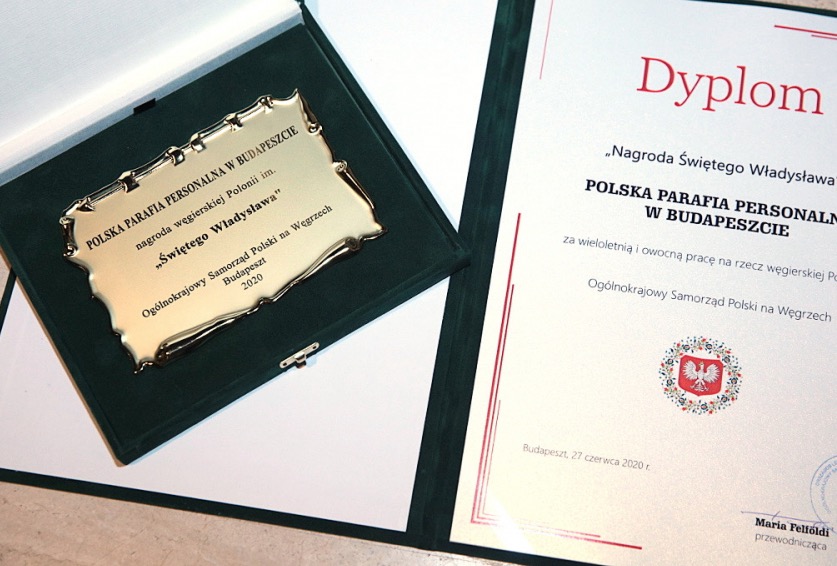 POLSKA PARAFIA PERSONALNA W BUDAPESZCIE
nagroda węgierskiej Polonii im.
„Świętego Władysława"
Ogólnokrajowy Samorząd Polski na Węgrzech
Budapeszt
2020
Dyplom
„Nagroda Świętego Władysława"
POLSKA PARAFIA PERSONALN
W BUDAPESZCIE
za wieloletnią i owocną pracę na rzecz węgierskiej Po
Ogólnokrajowy Samorząd Polski na Węgrzech
Budapeszt, 27 czerwca 2020 r.
Maria Felföldi
przewodnicząca